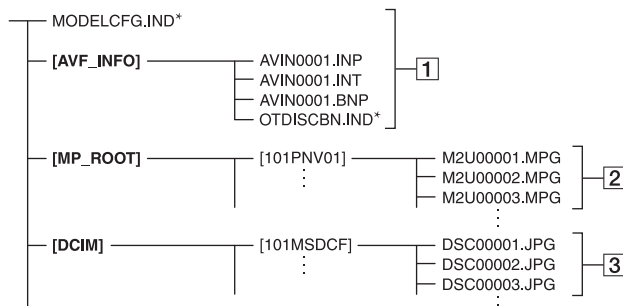 MODELCFG.IND*
[AVF_INFO] AVIN0001.INP
AVIN0001.INT
AVIN0001.BNP
OTDISCBN.IND*
1
[MP_ROOT] [101PNV01] M2U00001.MPG
M2U00002.MPG
M2U00003.MPG
2
[DCIM] [101MSDCF] DSC00001.JPG
DSC00002.JPG
DSC00003.JPG
3